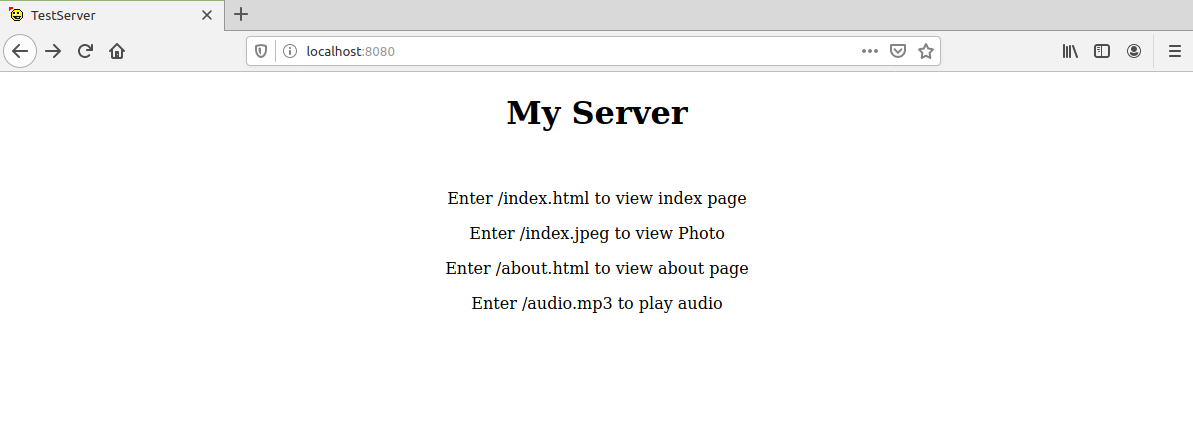 TestServer
localhost:8080
My Server
Enter /index.html to view index page
Enter /index.jpeg to view Photo
Enter /about.html to view about page
Enter /audio.mp3 to play audio